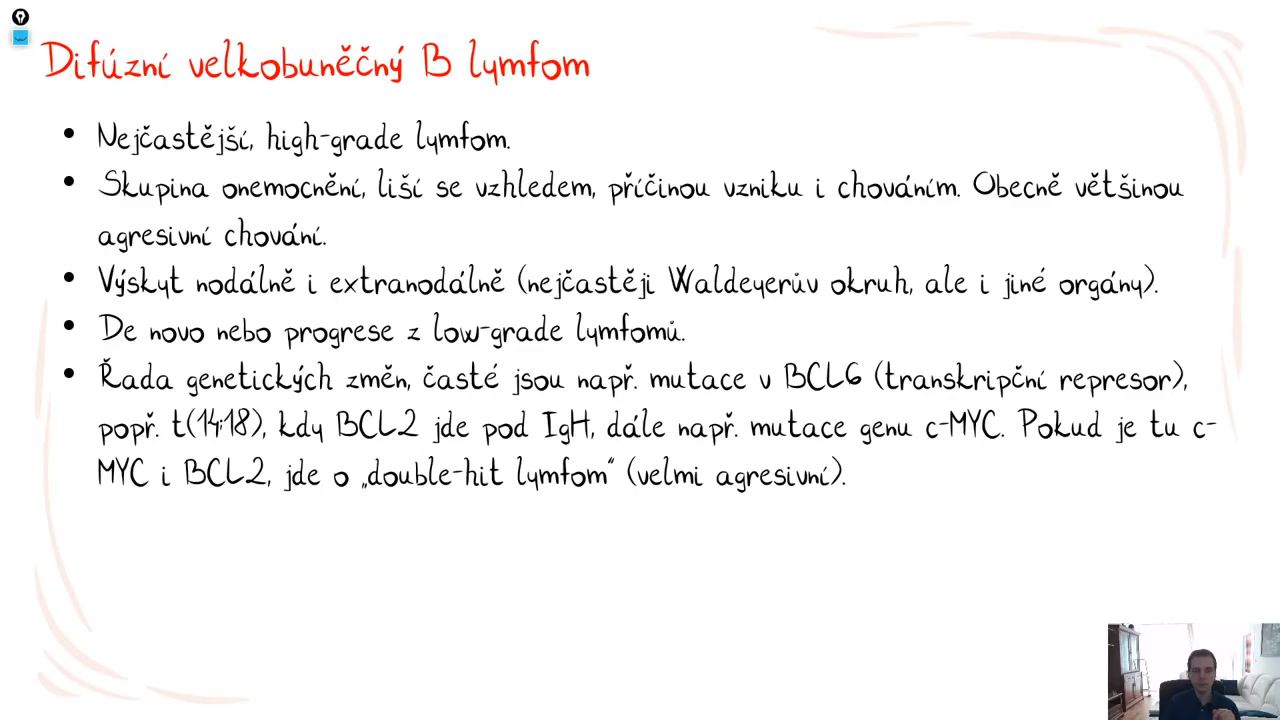 Difúzní velkobuněčný B lymfom
• Nejčastější, high-grade lymfom.
• Skupina onemocnění, liší se vzhledem, příčinou vzniku i chováním. Obecně většinou
agresivní chování.
• Výskyt nodálně i extranodálně (nejčastěji Waldeyerův okruh, ale i jiné orgány).
• De novo nebo progrese z low-grade lymfomů.
• Řada genetických změn, časté jsou např. mutace v BCL6 (transkripční represor),
popř. t(14;18), kdy BCL2 jde pod IgH, dále např. mutace genu c-MYC. Pokud je tu c-
MYC i BCL2, jde o „double-hit lymfom“ (velmi agresivní).